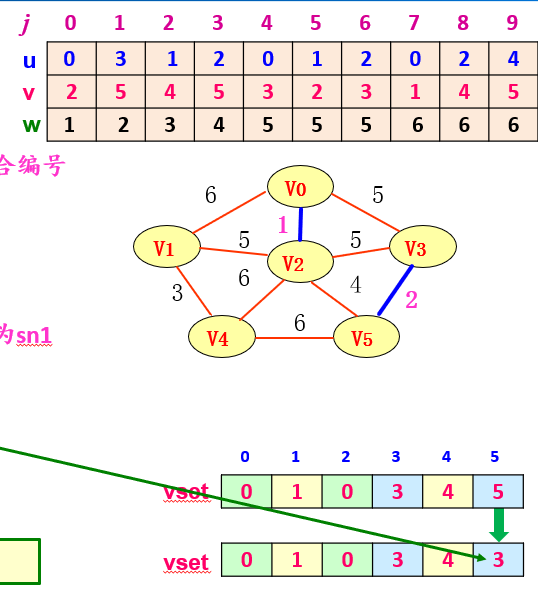 j 0 1 2 3 4 5 6 7 8 9
u 0 3 1 2 0 1 2 0 2 4
v 2 5 4 5 3 2 3 1 4 5
w 1 2 3 4 5 5 5 6 6 6
合编号
V0
6 5
1
V1 5 V2 5 V3
3 6 4 2
V4 6 V5
为sn1
0 1 2 3 4 5
vset 0 1 0 3 4 5
vset 0 1 0 3 4 3